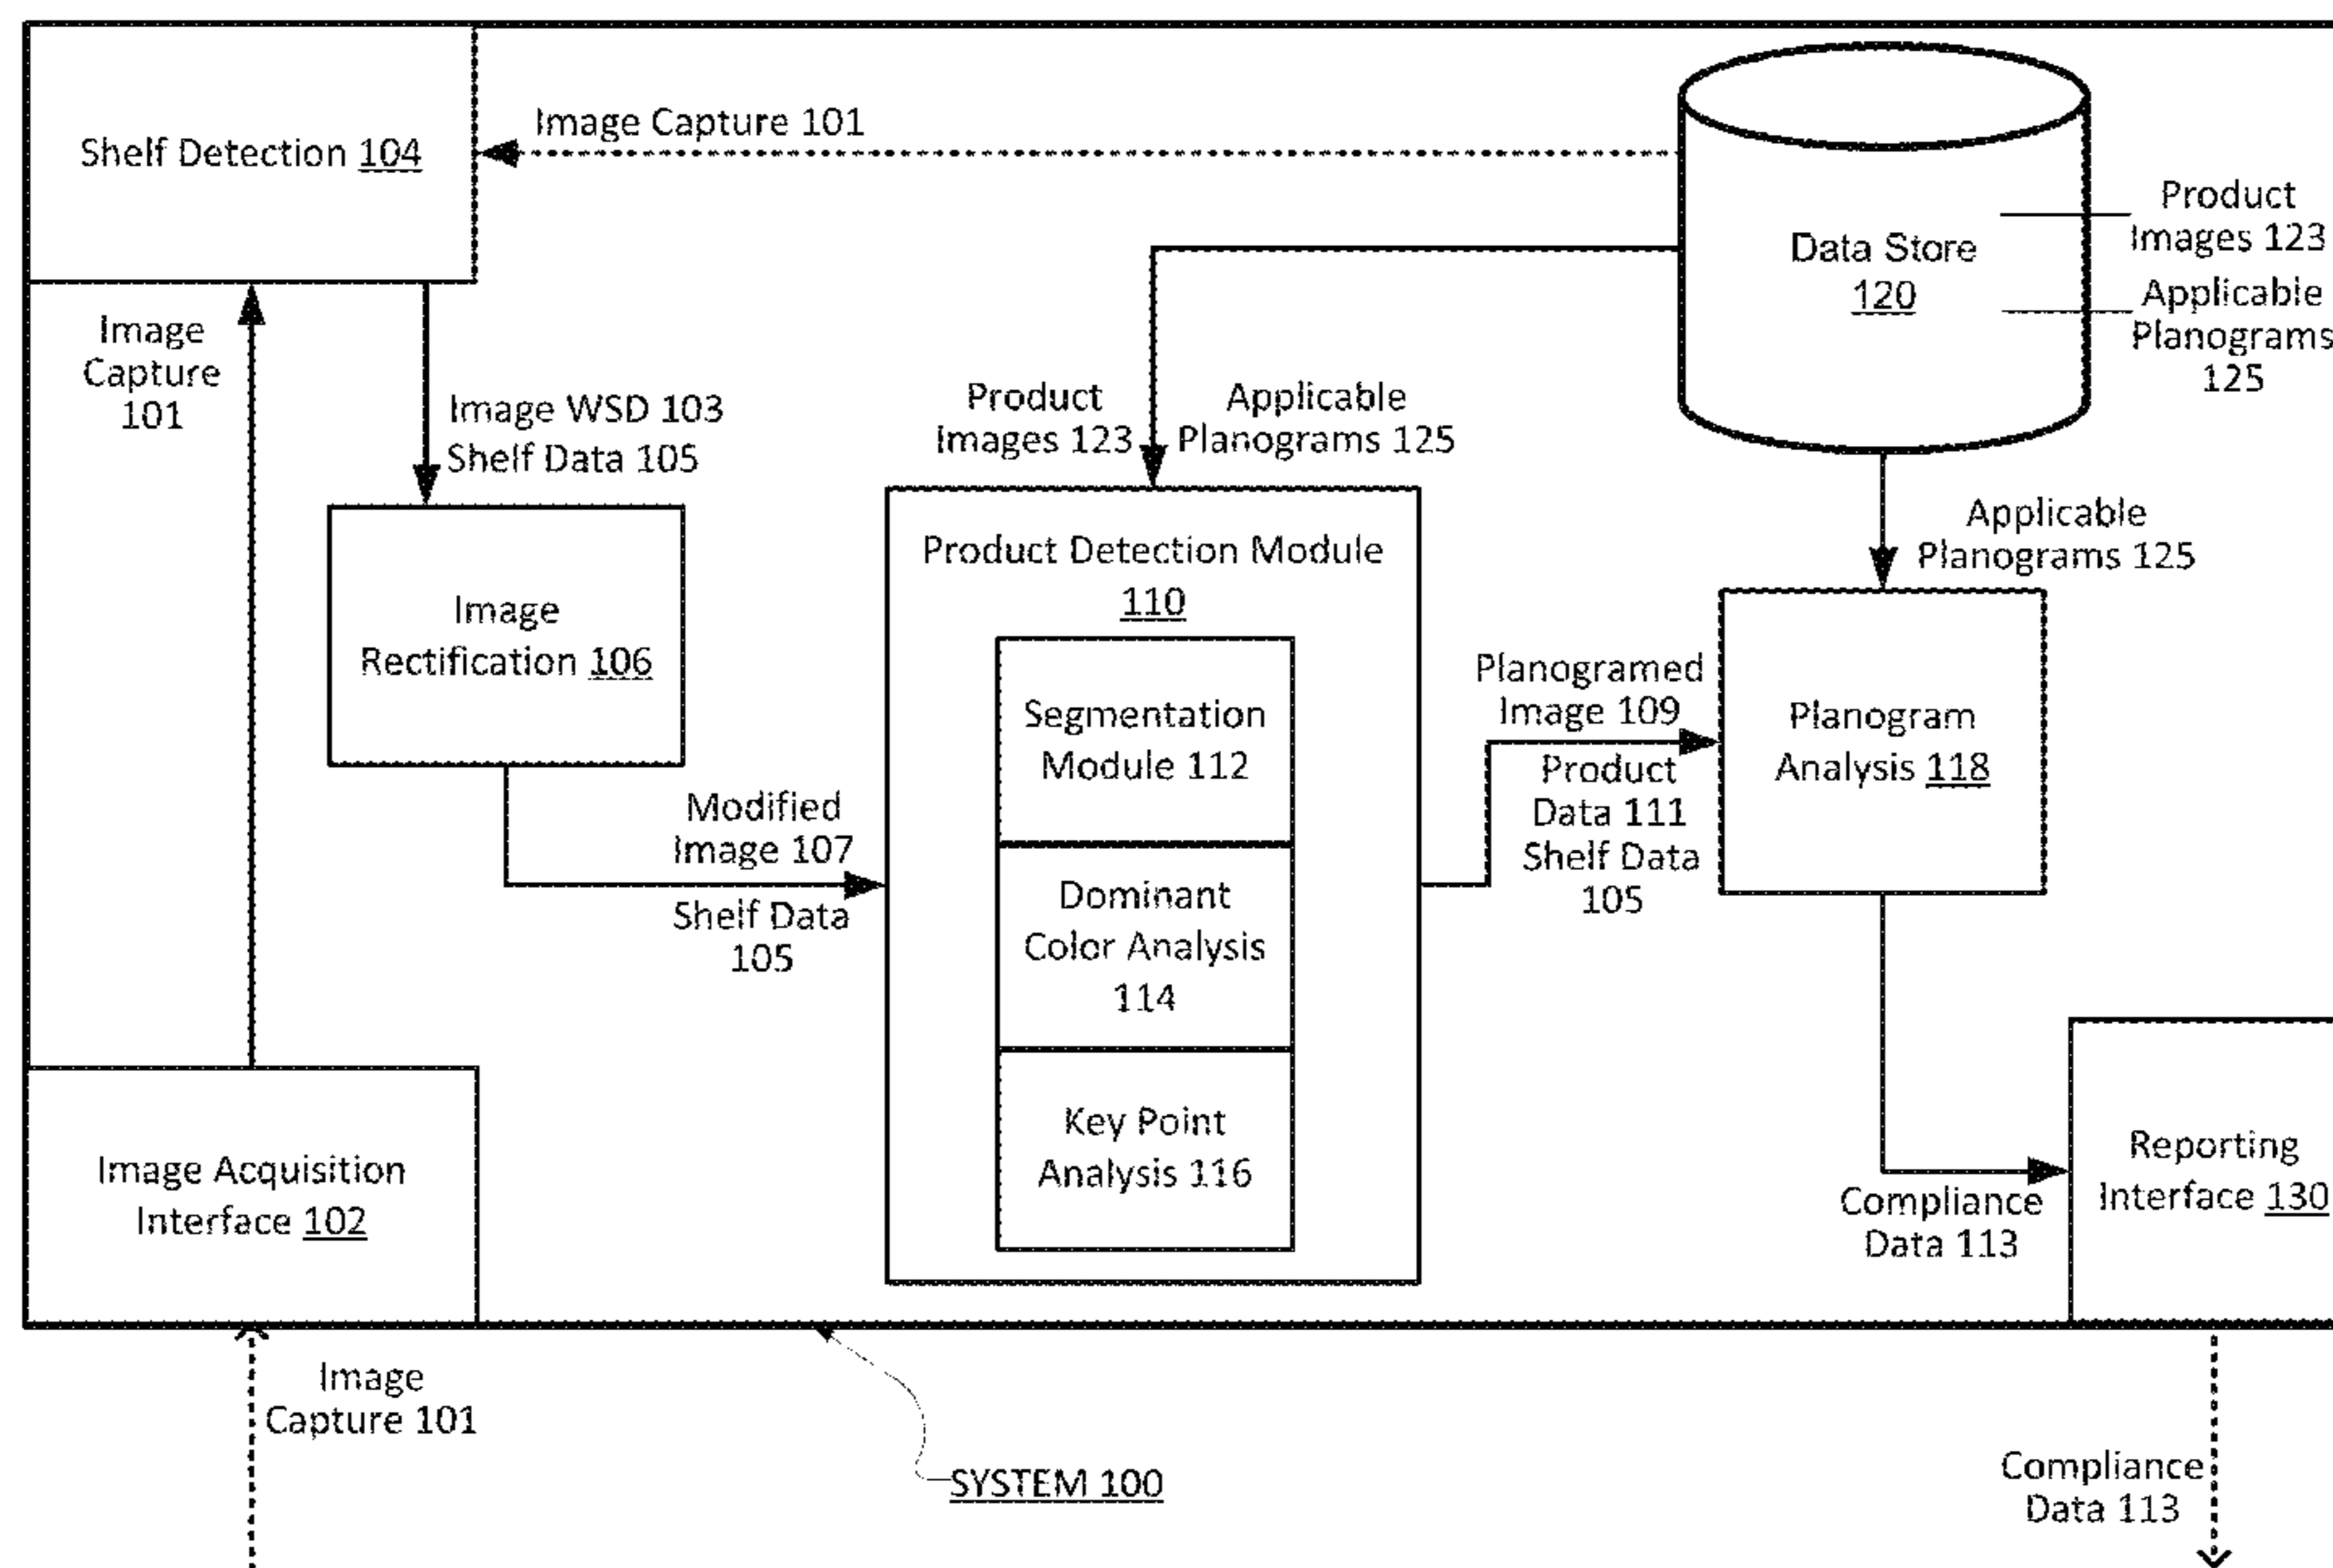 Shelf Detection 104
Image Capture 101
Data Store
120
Product
Images 123
Applicable
Planograms
125
Image
Capture
101
Image WSD 103
Shelf Data 105
Product
Images 123
Applicable
Planograms 125
Applicable
Planograms 125
Image
Rectification 106
Product Detection Module
110
Segmentation
Module 112
Dominant
Color Analysis
114
Key Point
Analysis 116
Modified
Image 107
Shelf Data
105
Planogramed
Image 109
Product
Data 111
Shelf Data
105
Planogram
Analysis 118
Image Acquisition
Interface 102
Compliance
Data 113
Reporting
Interface 130
Image
Capture 101
SYSTEM 100
Compliance
Data 113